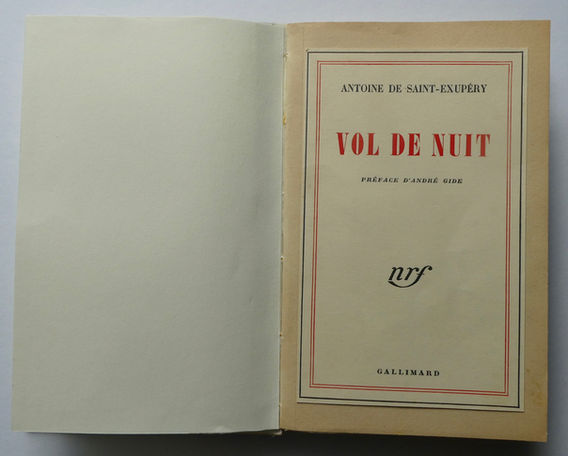 ANTOINE DE SAINT-EXUPÉRY
VOL DE NUIT
PRÉFACE D'ANDRÉ GIDE
nrf
GALLIMARD